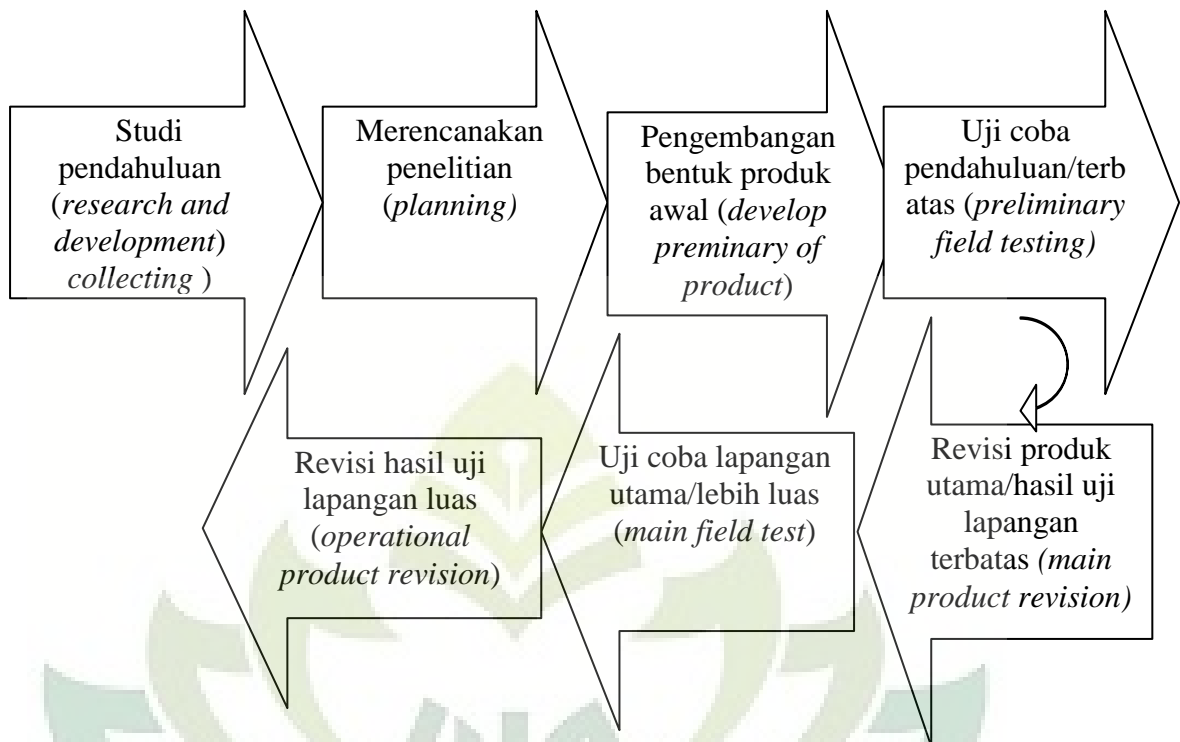 Studi
pendahuluan
(research and
development)
collecting )
Merencanakan
penelitian
(planning)
Pengembangan
bentuk produk
awal (develop
preminary of
product)
Uji coba
pendahuluan/terb
atas (preliminary
field testing)
Revisi produk
utama/hasil uji
lapangan
terbatas (main
product revision)
Uji coba lapangan
utama/lebih luas
(main field test)
Revisi hasil uji
lapangan luas
(operational
product revision)